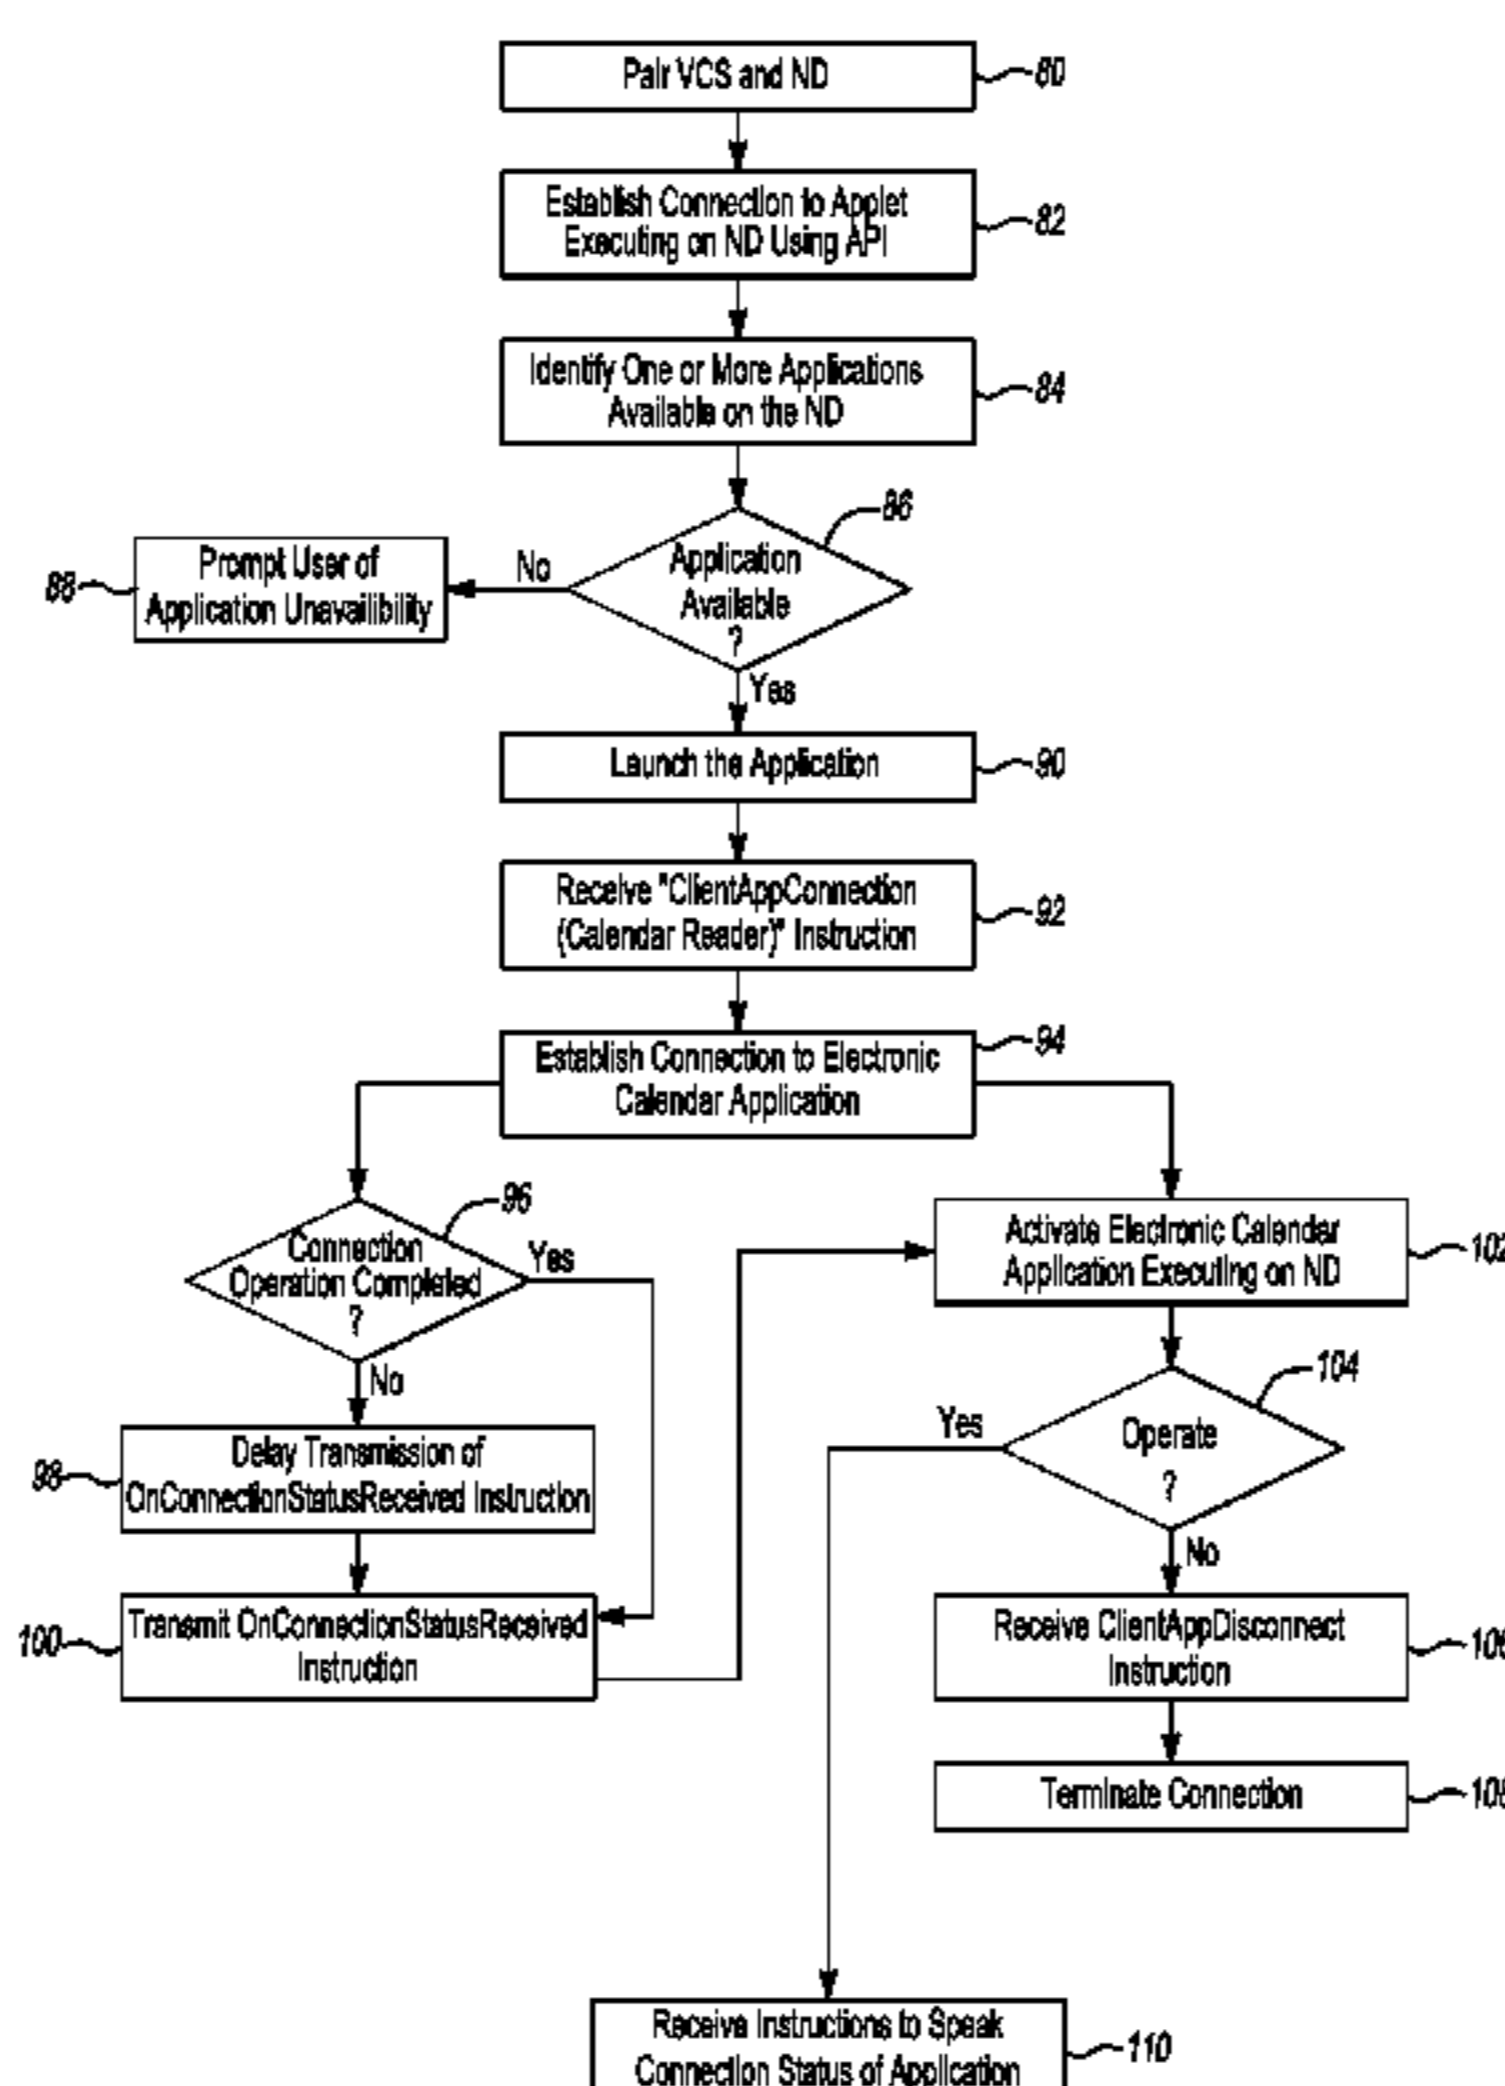 Pair VCS and ND
80
Establish Connection to Applet
Executing on ND Using API
82
Identify One or More Applications
Available on the ND
84
86
Application
Available
?
No
Prompt User of
Application Unavailibility
88
Yes
Launch the Application
90
Receive "ClientAppConnection
(Calendar Reader)" Instruction
92
Establish Connection to Electronic
Calendar Application
94
96
Connection
Operation Completed
?
Yes
No
Delay Transmission of
OnConnectionStatusReceived Instruction
98
Transmit OnConnectionStatusReceived
Instruction
100
Activate Electronic Calendar
Application Executing on ND
102
104
Operate
?
Yes
No
Receive ClientAppDisconnect
Instruction
106
Terminate Connection
108
Receive Instructions to Speak
Connection Status of Application
110